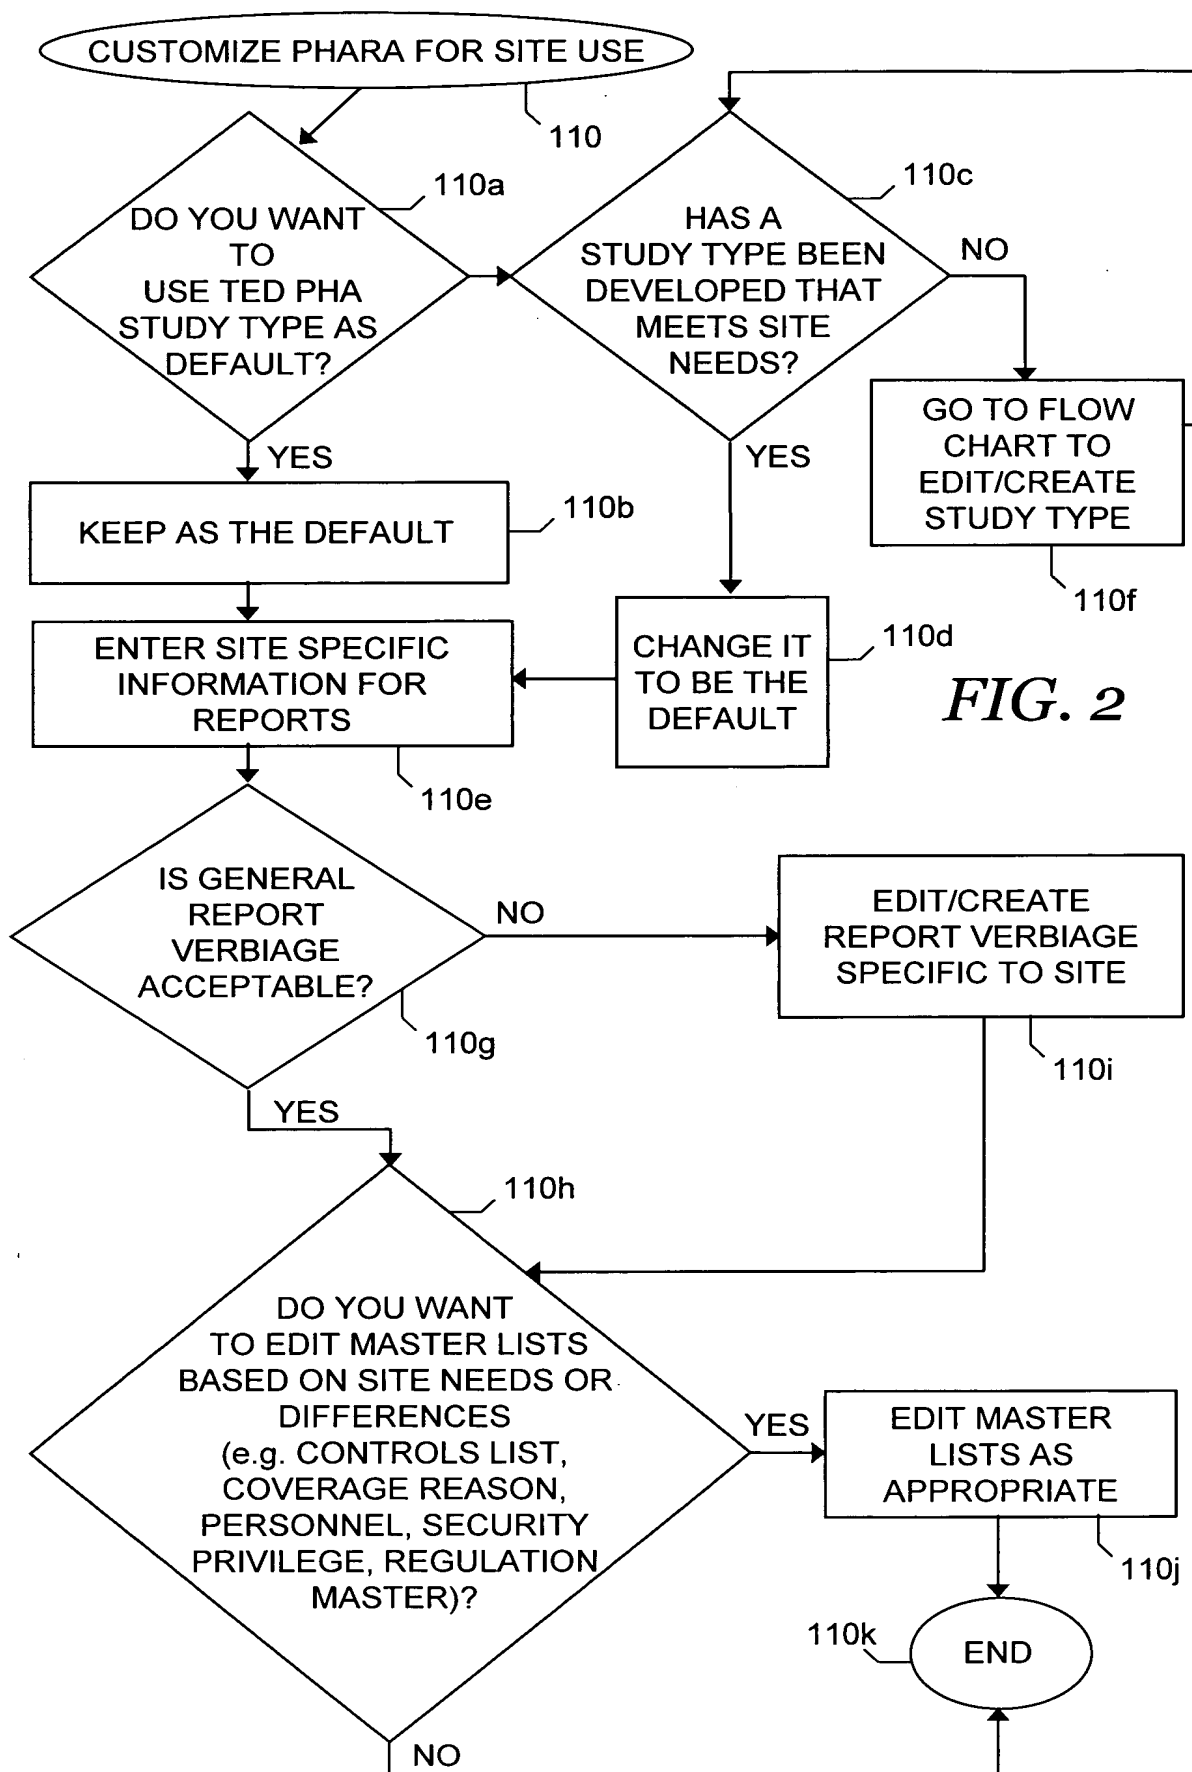 CUSTOMIZE PHARA FOR SITE USE
110
110a
DO YOU WANT
TO
USE TED PHA
STUDY TYPE AS
DEFAULT?
YES
110c
HAS A
STUDY TYPE BEEN
DEVELOPED THAT
MEETS SITE
NEEDS?
NO
YES
GO TO FLOW
CHART TO
EDIT/CREATE
STUDY TYPE
110f
KEEP AS THE DEFAULT
110b
ENTER SITE SPECIFIC
INFORMATION FOR
REPORTS
110e
CHANGE IT
TO BE THE
DEFAULT
110d
FIG. 2
IS GENERAL
REPORT
VERBIAGE
ACCEPTABLE?
110g
NO
YES
EDIT/CREATE
REPORT VERBIAGE
SPECIFIC TO SITE
110i
110h
DO YOU WANT
TO EDIT MASTER LISTS
BASED ON SITE NEEDS OR
DIFFERENCES
(e.g. CONTROLS LIST,
COVERAGE REASON,
PERSONNEL, SECURITY
PRIVILEGE, REGULATION
MASTER)?
YES
EDIT MASTER
LISTS AS
APPROPRIATE
110j
110k
END
NO